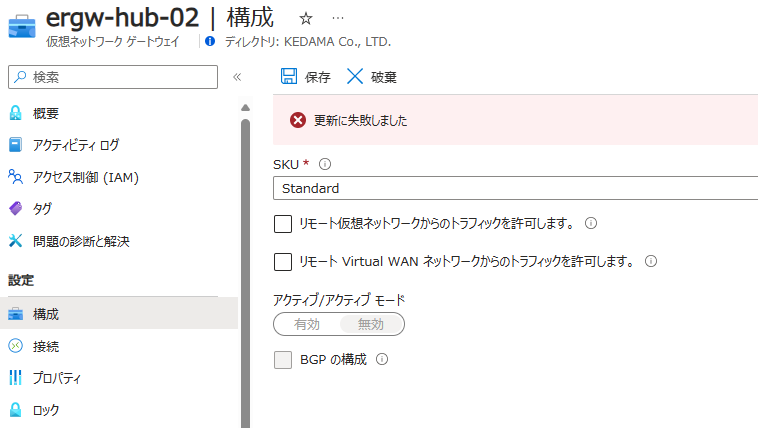 ergw-hub-02 | 構成
仮想ネットワーク ゲートウェイ
ディレクトリ: KEDAMA Co., LTD.
検索
保存
破棄
概要
アクティビティ ログ
アクセス制御 (IAM)
タグ
問題の診断と解決
設定
構成
接続
プロパティ
ロック
更新に失敗しました
SKU *
Standard
リモート仮想ネットワークからのトラフィックを許可します。
リモート Virtual WAN ネットワークからのトラフィックを許可します。
アクティブ/アクティブ モード
有効 無効
BGP の構成